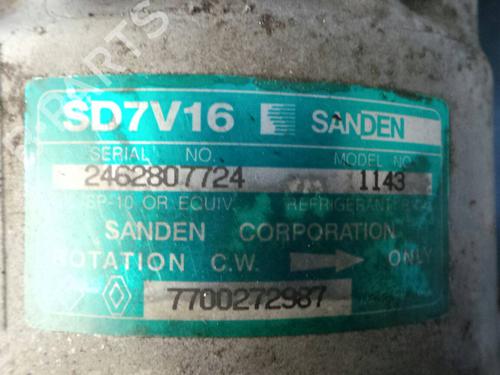 SD7V16 SANDEN
SERIAL NO. MODEL NO.
2462807724 1143
SP-10 OR EQUIV. REFRIGERANT
SANDEN CORPORATION
ROTATION C.W. ONLY
7700272987